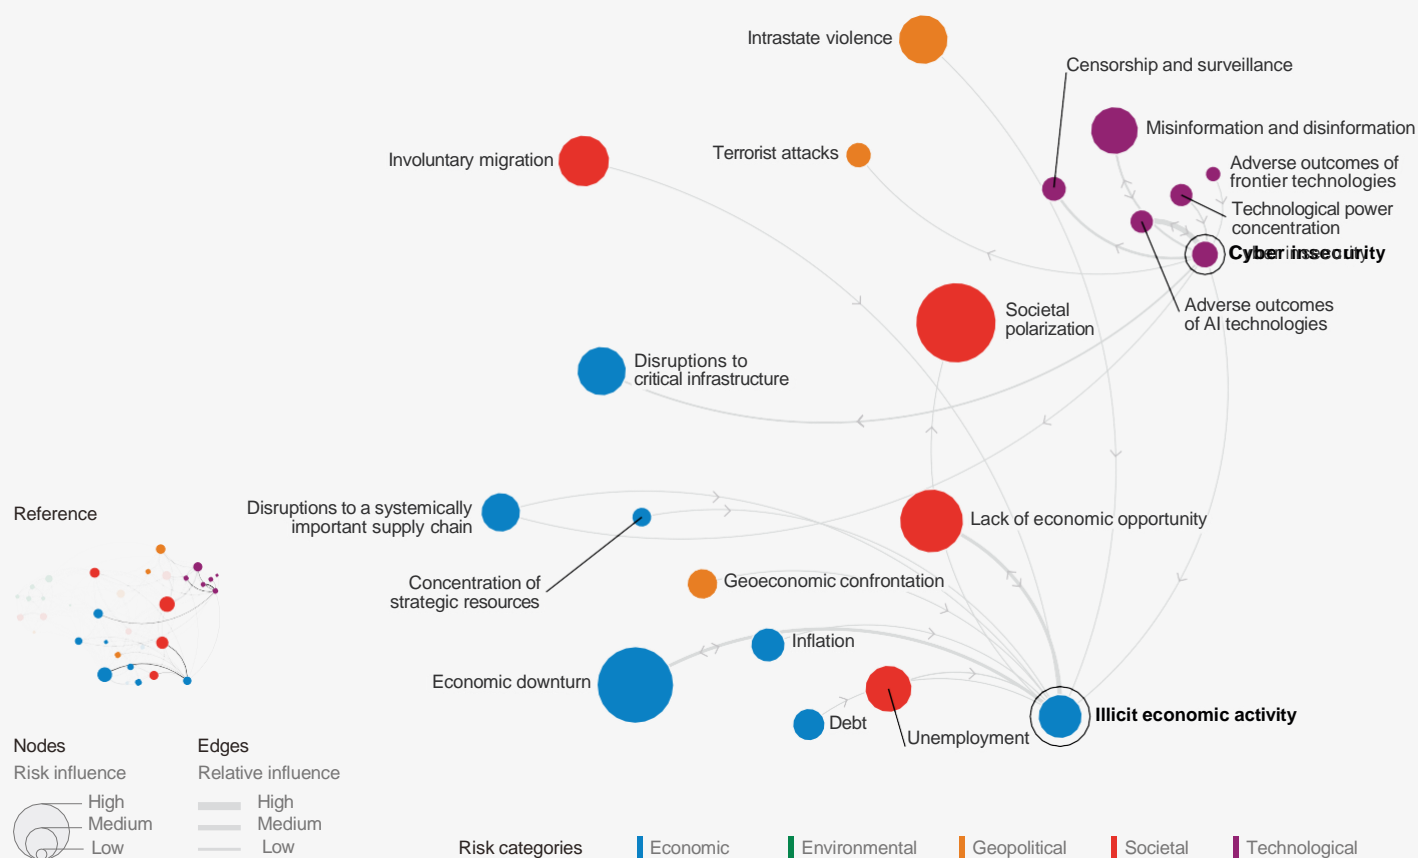 Intrastate violence
Censorship and surveillance
Misinformation and disinformation
Involuntary migration
Terrorist attacks
Adverse outcomes of
frontier technologies
Technological power
concentration
Cyber insecurity
Adverse outcomes
of AI technologies
Societal
polarization
Disruptions to
critical infrastructure
Disruptions to a systemically
important supply chain
Reference
Lack of economic opportunity
Concentration of
strategic resources
Geoeconomic confrontation
Inflation
Economic downturn
Debt
Unemployment
Illicit economic activity
Nodes
Risk influence
High
Medium
Low
Edges
Relative influence
High
Medium
Low
Risk categories
Economic
Environmental
Geopolitical
Societal
Technological